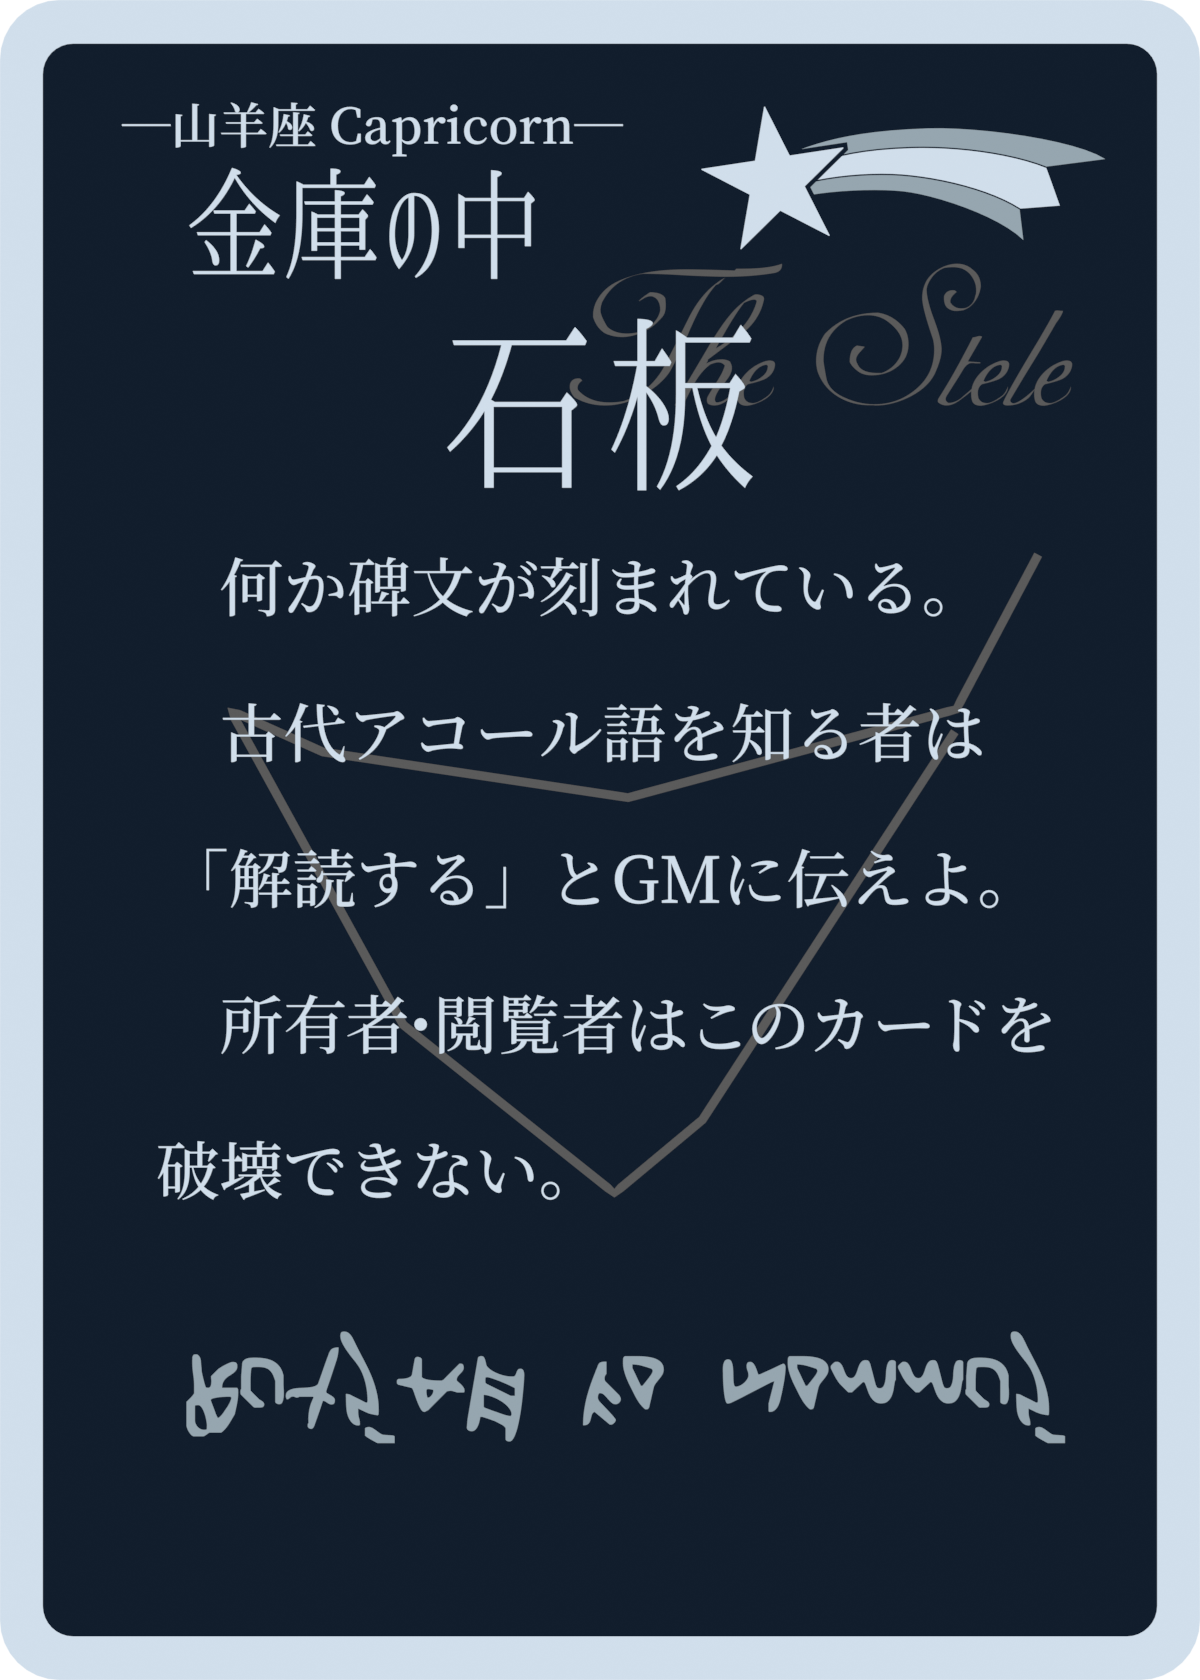 —山羊座 Capricorn—
金庫の中
The Stele
石板
何か碑文が刻まれている。
古代アコール語を知る者は
「解読する」とGMに伝えよ。
所有者・閲覧者はこのカードを
破壊できない。